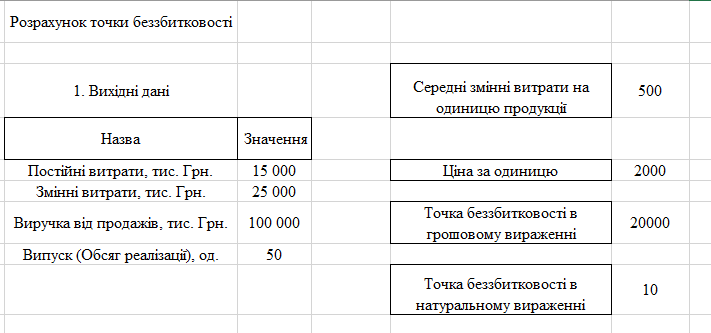 Розрахунок точки беззбитковості
1. Вихідні дані
Назва Значення
Постійні витрати, тис. Грн. 15 000
Змінні витрати, тис. Грн. 25 000
Виручка від продажів, тис. Грн. 100 000
Випуск (Обсяг реалізації), од. 50
Середні змінні витрати на
одиницю продукції 500
Ціна за одиницю 2000
Точка беззбитковості в
грошовому вираженні 20000
Точка беззбитковості в
натуральному вираженні 10